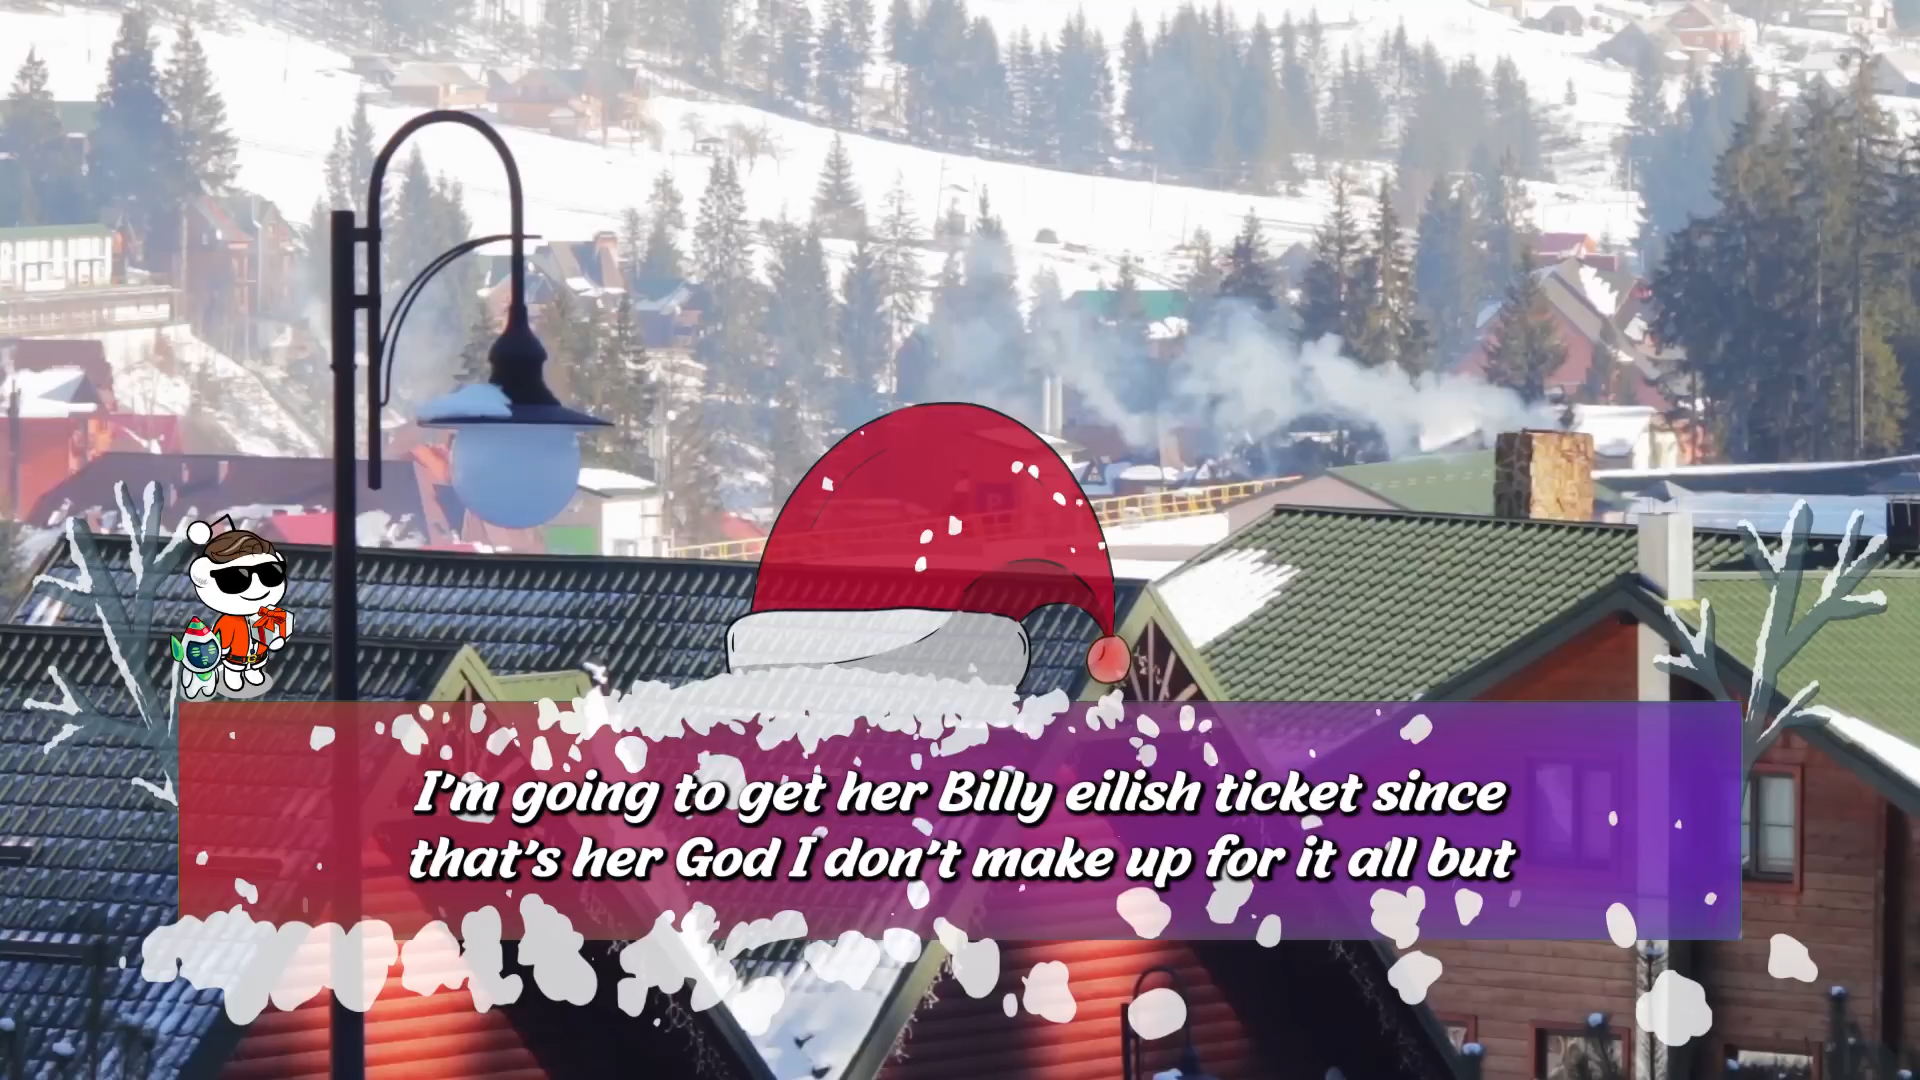 I'm going to get her Billy eilish ticket since
that's her God I don't make up for it all but